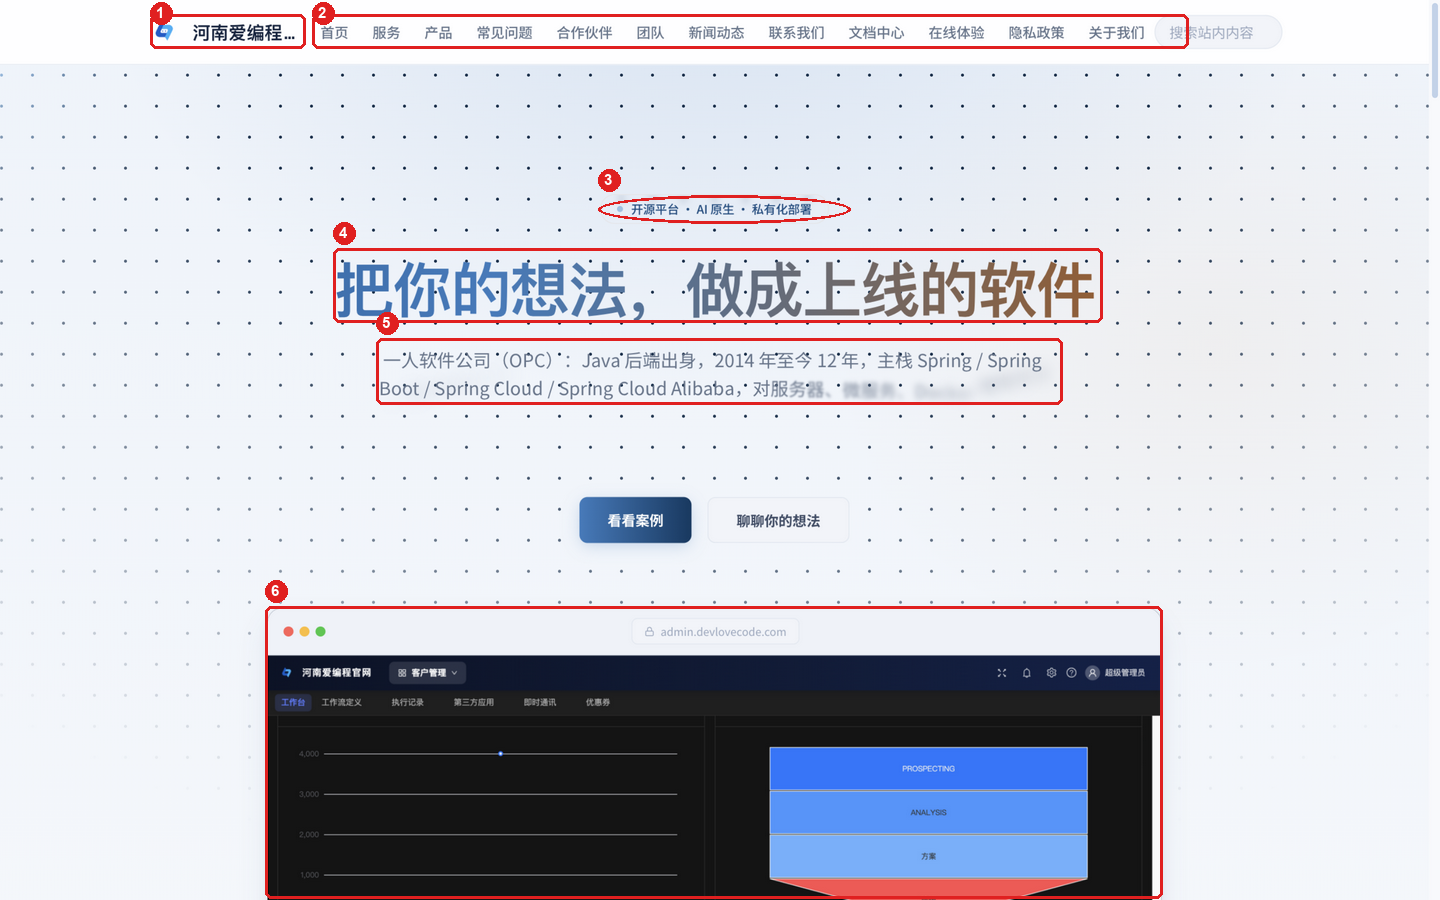 1
2
河南爱编程...
首页 服务 产品 常见问题 合作伙伴 团队 新闻动态 联系我们 文档中心 在线体验 隐私政策 关于我们 搜索站内内容
3
开源平台 · AI 原生 · 私有化部署
4
把你的想法，做成上线的软件
5
一人软件公司（OPC）：Java 后端出身，2014 年至今 12 年，主栈 Spring / Spring
Boot / Spring Cloud / Spring Cloud Alibaba，对服务器、微服务、
看看案例 聊聊你的想法
6
admin.devlovecode.com
河南爱编程官网 客户管理 超级管理员
工作台 工作流定义 执行记录 第三方应用 即时通讯 优惠券
4,000
3,000
2,000
1,000
PROSPECTING
ANALYSIS
方案